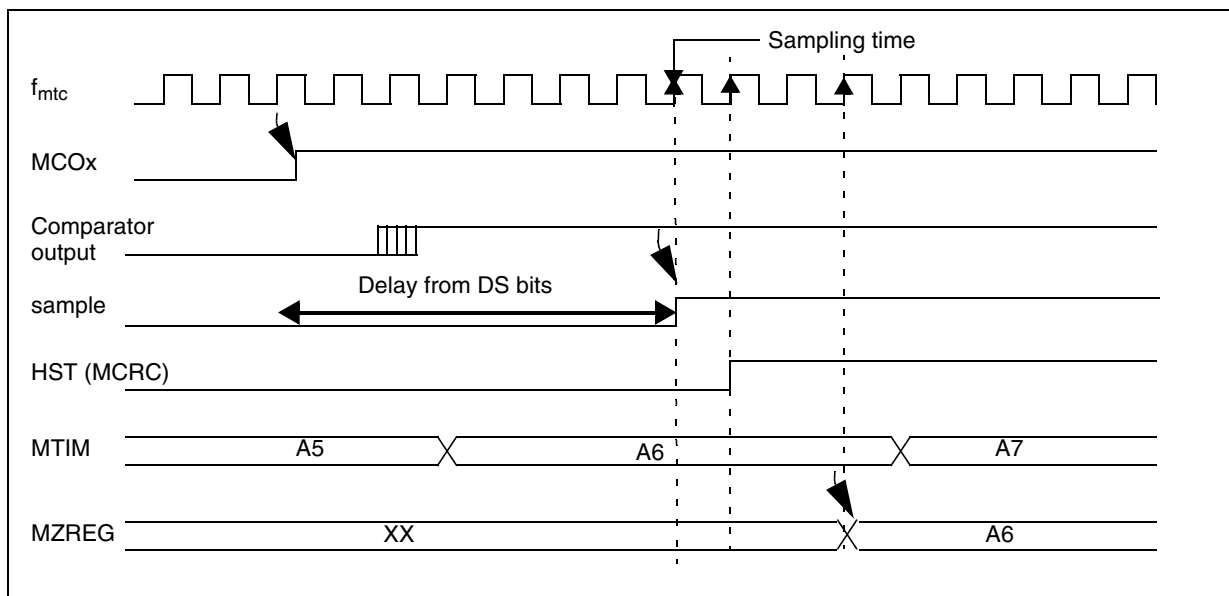 Sampling time
fmtc
MCOx
Comparator
output
Delay from DS bits
sample
HST (MCRC)
MTIM
A5
A6
A7
MZREG
XX
A6